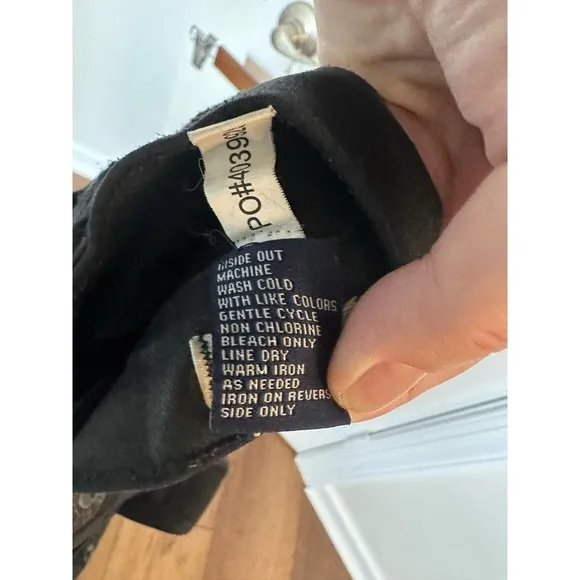 PO#40390
INSIDE OUT
MACHINE
WASH COLD
WITH LIKE COLORS
GENTLE CYCLE
NON CHLORINE
BLEACH ONLY
LINE DRY
WARM IRON
AS NEEDED
IRON ON REVERS
SIDE ONLY